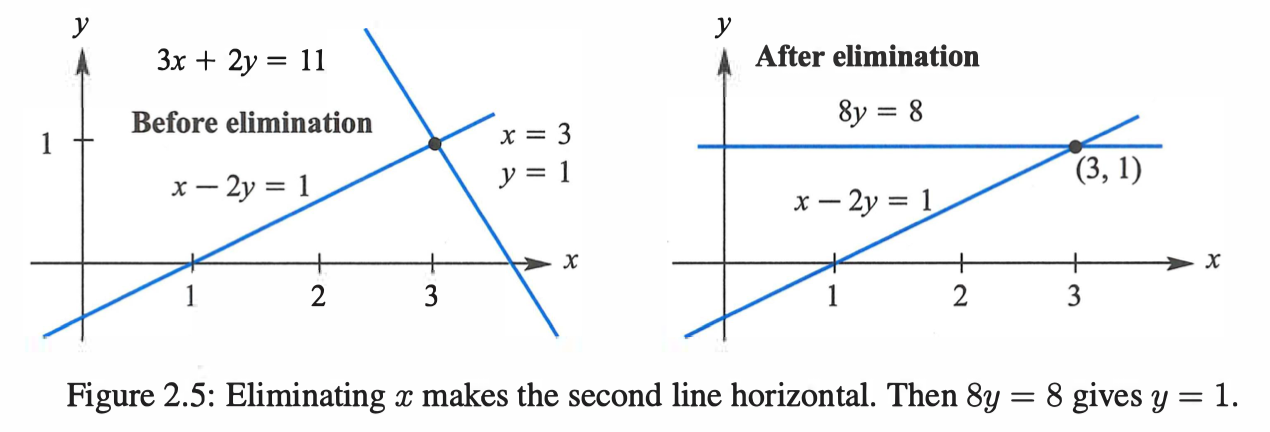 y
3x + 2y = 11
Before elimination
1
x = 3
y = 1
x − 2y = 1
x
1 2 3
y
After elimination
8y = 8
(3, 1)
x − 2y = 1
x
1 2 3
Figure 2.5: Eliminating x makes the second line horizontal. Then 8y = 8 gives y = 1.